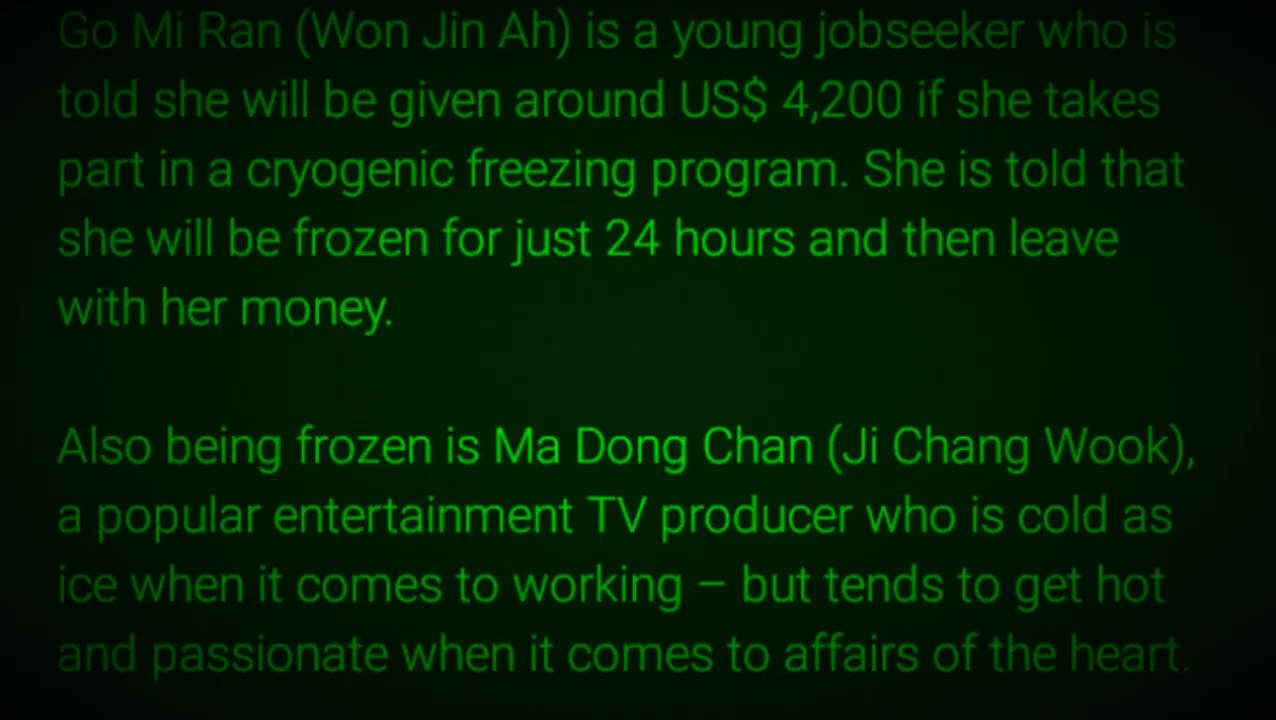 Go Mi Ran (Won Jin Ah) is a young jobseeker who is
told she will be given around US$ 4,200 if she takes
part in a cryogenic freezing program. She is told that
she will be frozen for just 24 hours and then leave
with her money.
Also being frozen is Ma Dong Chan (Ji Chang Wook),
a popular entertainment TV producer who is cold as
ice when it comes to working – but tends to get hot
and passionate when it comes to affairs of the heart.